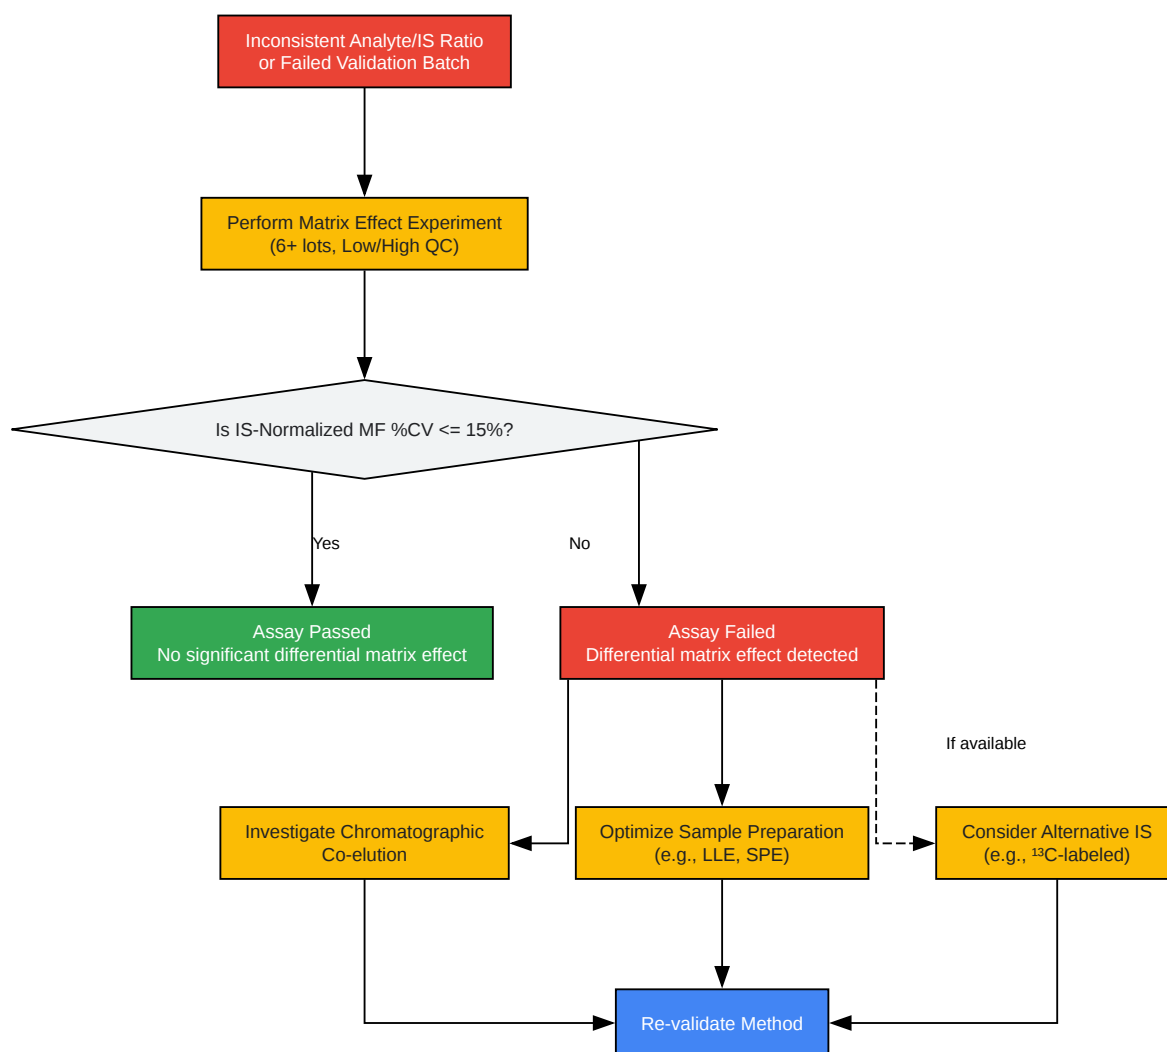 Inconsistent Analyte/IS Ratio
or Failed Validation Batch
Perform Matrix Effect Experiment
(6+ lots, Low/High QC)
Is IS-Normalized MF %CV <= 15%?
Yes
No
Assay Passed
No significant differential matrix effect
Assay Failed
Differential matrix effect detected
If available
Investigate Chromatographic
Co-elution
Optimize Sample Preparation
(e.g., LLE, SPE)
Consider Alternative IS
(e.g., ¹³C-labeled)
Re-validate Method